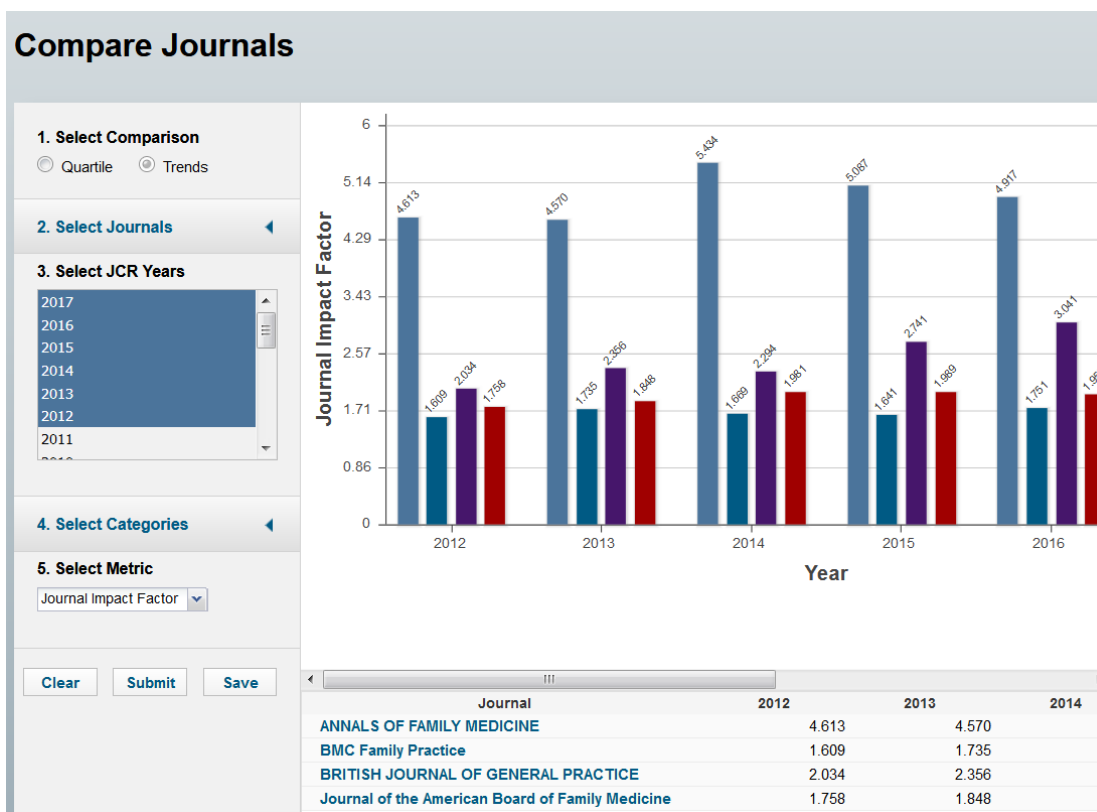 Compare Journals
1. Select Comparison
Quartile Trends
2. Select Journals
3. Select JCR Years
2017
2016
2015
2014
2013
2012
2011
4. Select Categories
5. Select Metric
Journal Impact Factor
Clear Submit Save
Journal Impact Factor
6
5.14
4.29
3.43
2.57
1.71
0.86
0
4.613 1.609 2.034 1.758
4.570 1.735 2.356 1.848
5.434 1.669 2.294 1.981
5.087 1.641 2.741 1.989
4.917 1.751 3.041
2012 2013 2014 2015 2016
Year
Journal 2012 2013 2014
ANNALS OF FAMILY MEDICINE 4.613 4.570
BMC Family Practice 1.609 1.735
BRITISH JOURNAL OF GENERAL PRACTICE 2.034 2.356
Journal of the American Board of Family Medicine 1.758 1.848